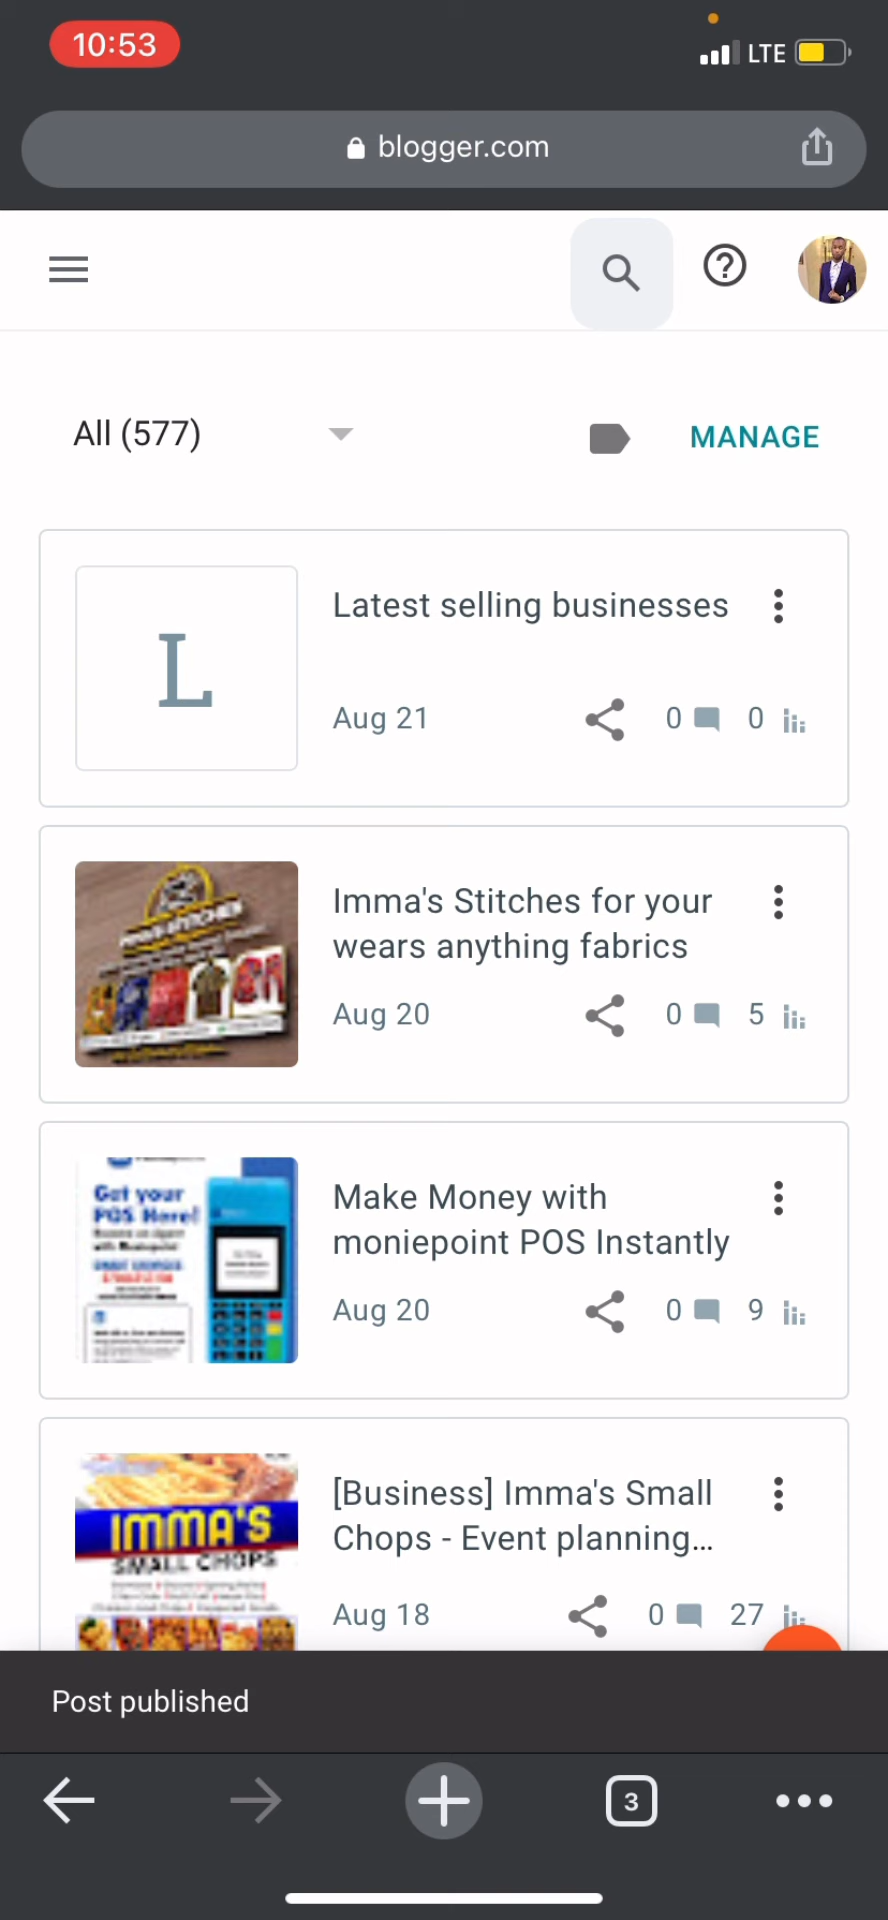 10:53
LTE
blogger.com
All (577)
MANAGE
L
Latest selling businesses
Aug 21
0
0
Imma's Stitches for your
wears anything fabrics
Aug 20
0
5
Get your
POS Here!
Make Money with
moniepoint POS Instantly
Aug 20
0
9
IMMA'S
SMALL CHOPS
[Business] Imma's Small
Chops - Event planning...
Aug 18
0
27
Post published
3